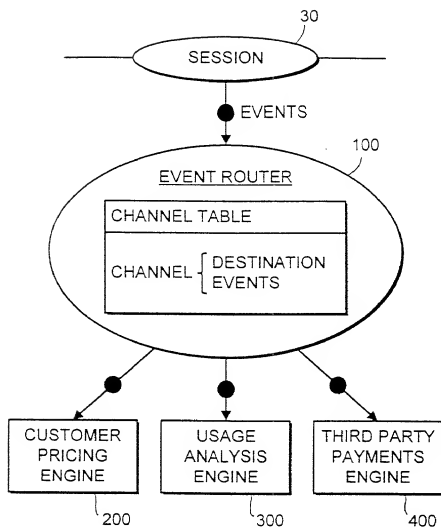 30
SESSION
EVENTS
100
EVENT ROUTER
CHANNEL TABLE
CHANNEL { DESTINATION
EVENTS
CUSTOMER
PRICING
ENGINE
USAGE
ANALYSIS
ENGINE
THIRD PARTY
PAYMENTS
ENGINE
200
300
400